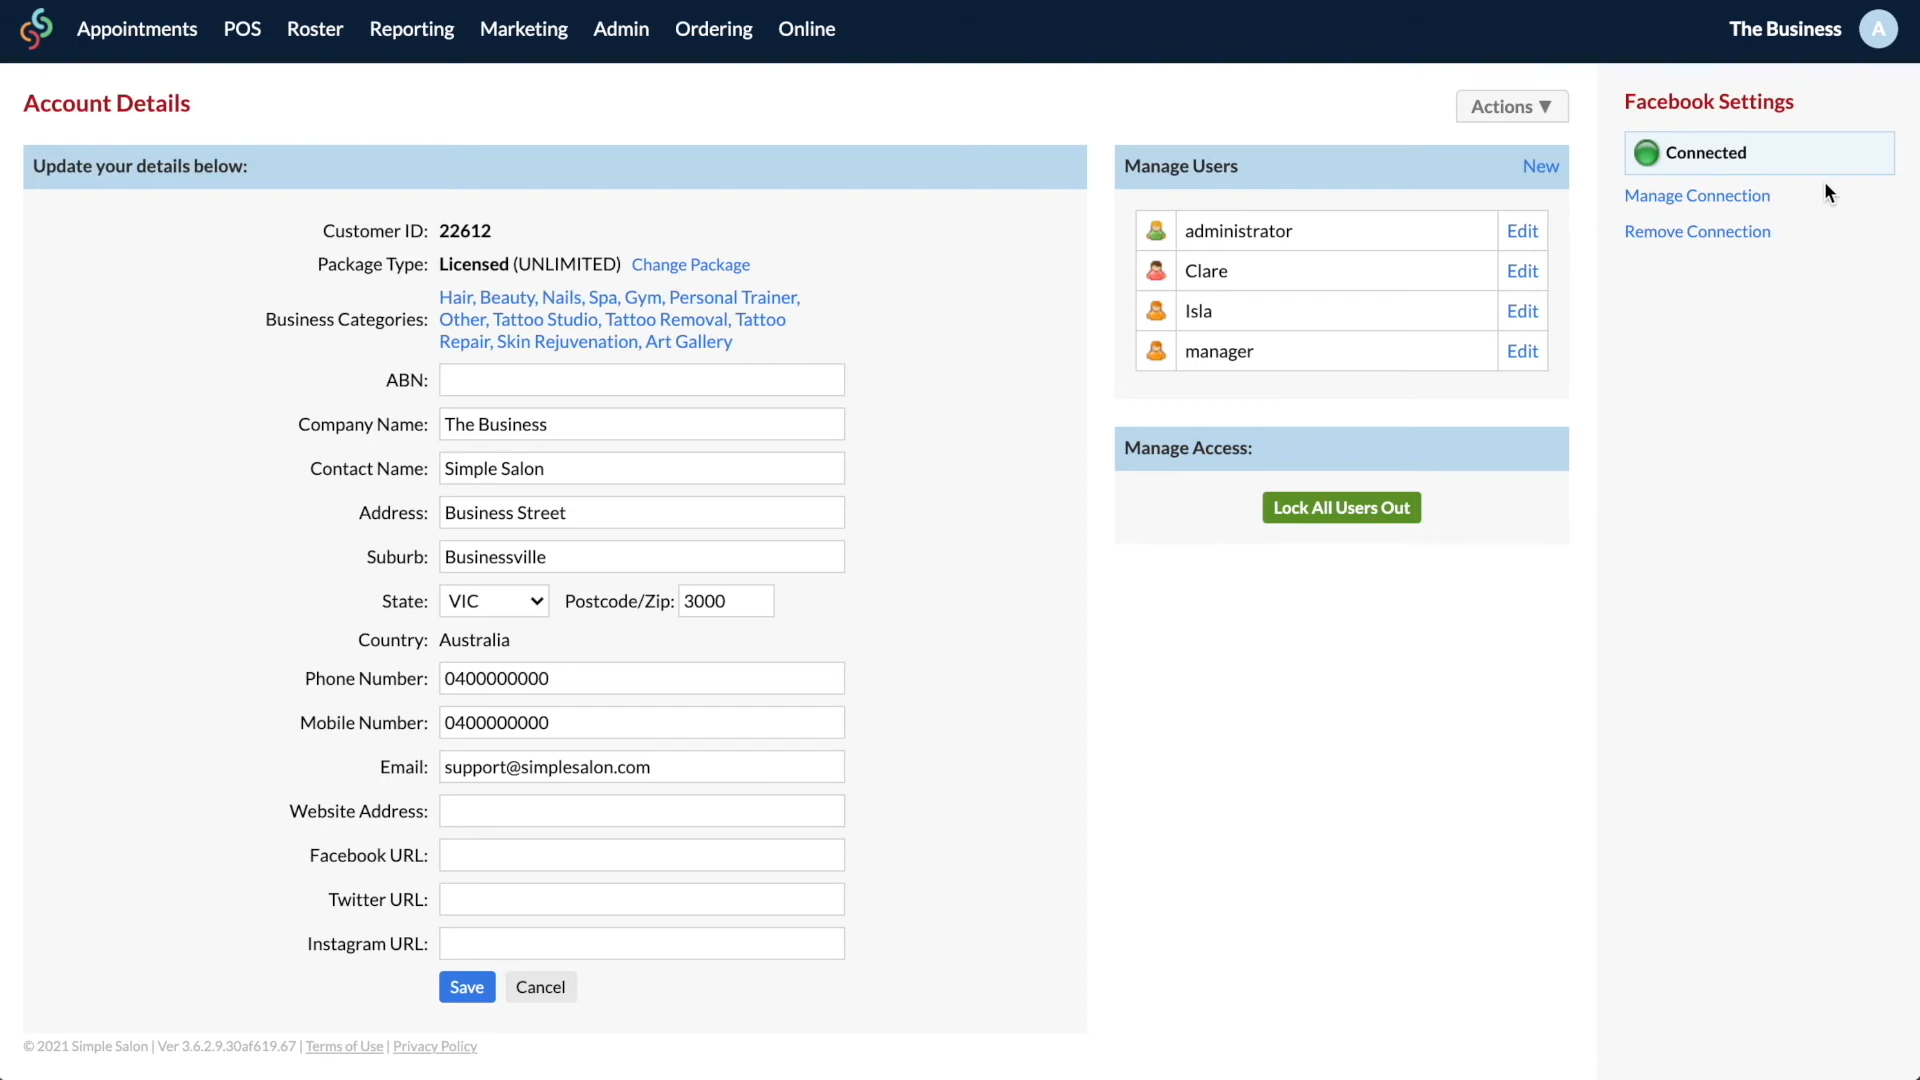 Appointments POS Roster Reporting Marketing Admin Ordering Online The Business A
Account Details
Actions ▼
Update your details below:
Customer ID: 22612
Package Type: Licensed (UNLIMITED) Change Package
Business Categories: Hair, Beauty, Nails, Spa, Gym, Personal Trainer,
Other, Tattoo Studio, Tattoo Removal, Tattoo
Repair, Skin Rejuvenation, Art Gallery
ABN:
Company Name: The Business
Contact Name: Simple Salon
Address: Business Street
Suburb: Businessville
State: VIC Postcode/Zip: 3000
Country: Australia
Phone Number: 0400000000
Mobile Number: 0400000000
Email: support@simplesalon.com
Website Address:
Facebook URL:
Twitter URL:
Instagram URL:
Save Cancel
Manage Users New
administrator Edit
Clare Edit
Isla Edit
manager Edit
Manage Access:
Lock All Users Out
Facebook Settings
Connected
Manage Connection
Remove Connection
© 2021 Simple Salon | Ver 3.6.2.9.30af619.67 | Terms of Use | Privacy Policy